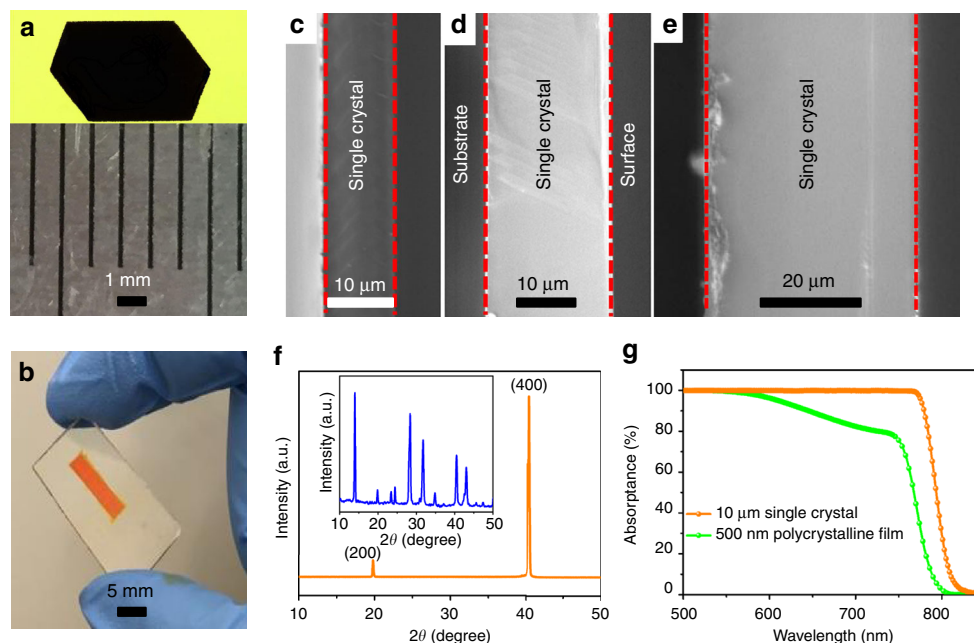 a
1 mm
b
5 mm
c
Single crystal
10 μm
d
Substrate
Single crystal
Surface
10 μm
e
Single crystal
20 μm
f
(400)
(200)
Intensity (a.u.)
10 20 30 40 50
2θ (degree)
Intensity (a.u.)
10 20 30 40 50
2θ (degree)
g
100
80
60
40
20
0
Absorptance (%)
10 μm single crystal
500 nm polycrystalline film
500 600 700 800
Wavelength (nm)